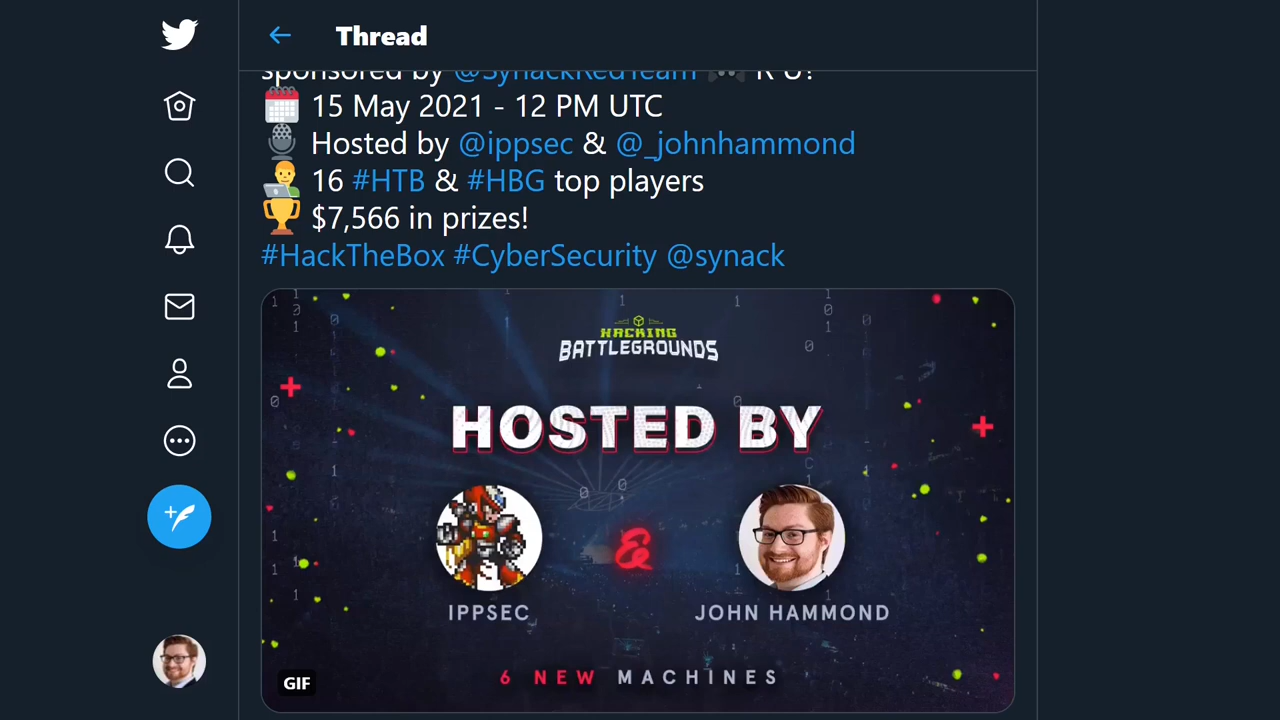 Thread
sponsored by @SynackRedTeam R U?
15 May 2021 - 12 PM UTC
Hosted by @ippsec & @_johnhammond
16 #HTB & #HBG top players
$7,566 in prizes!
#HackTheBox #CyberSecurity @synack
HACKING
BATTLEGROUNDS
HOSTED BY
&
IPPSEC
JOHN HAMMOND
6 NEW MACHINES
GIF